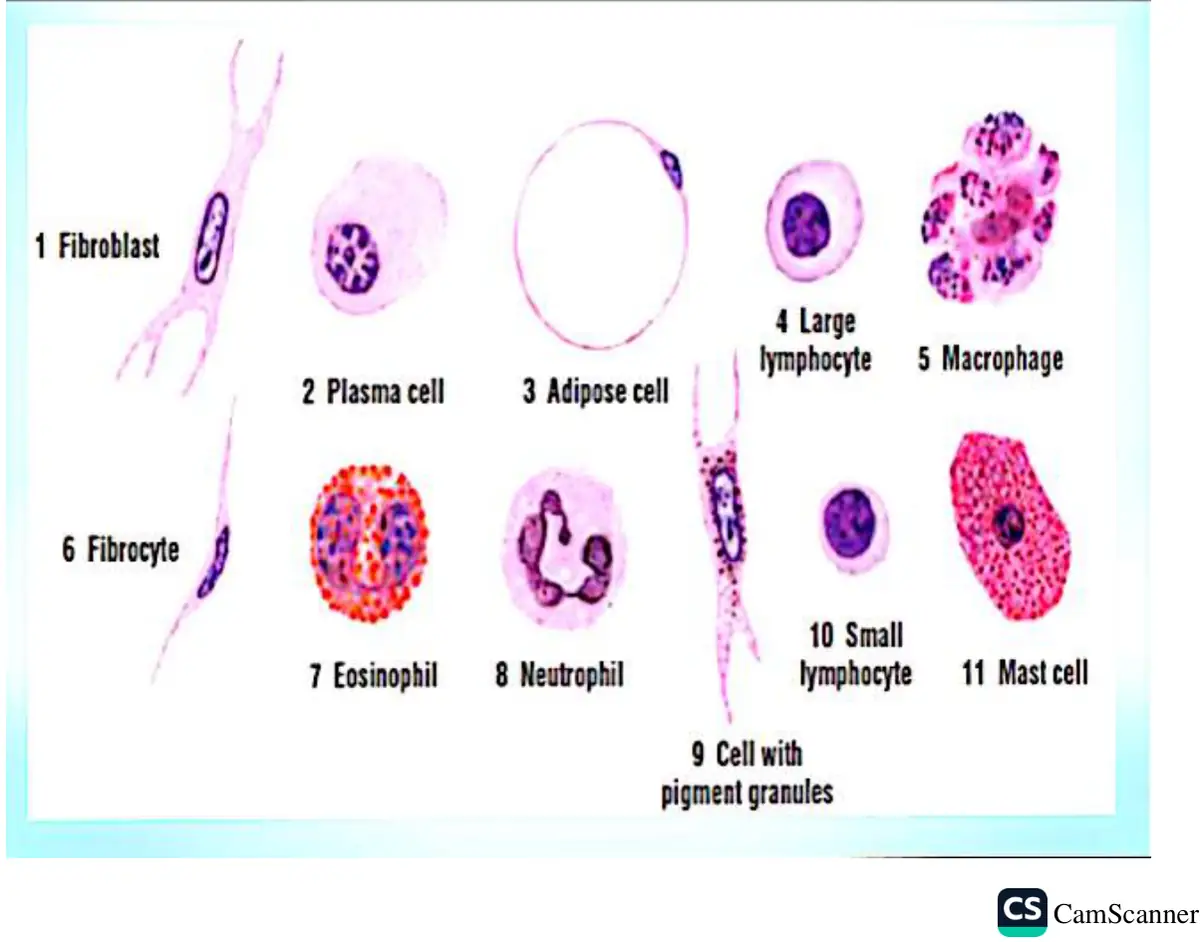 1 Fibroblast
2 Plasma cell
3 Adipose cell
4 Large
lymphocyte
5 Macrophage
6 Fibrocyte
7 Eosinophil
8 Neutrophil
9 Cell with
pigment granules
10 Small
lymphocyte
11 Mast cell
CS CamScanner